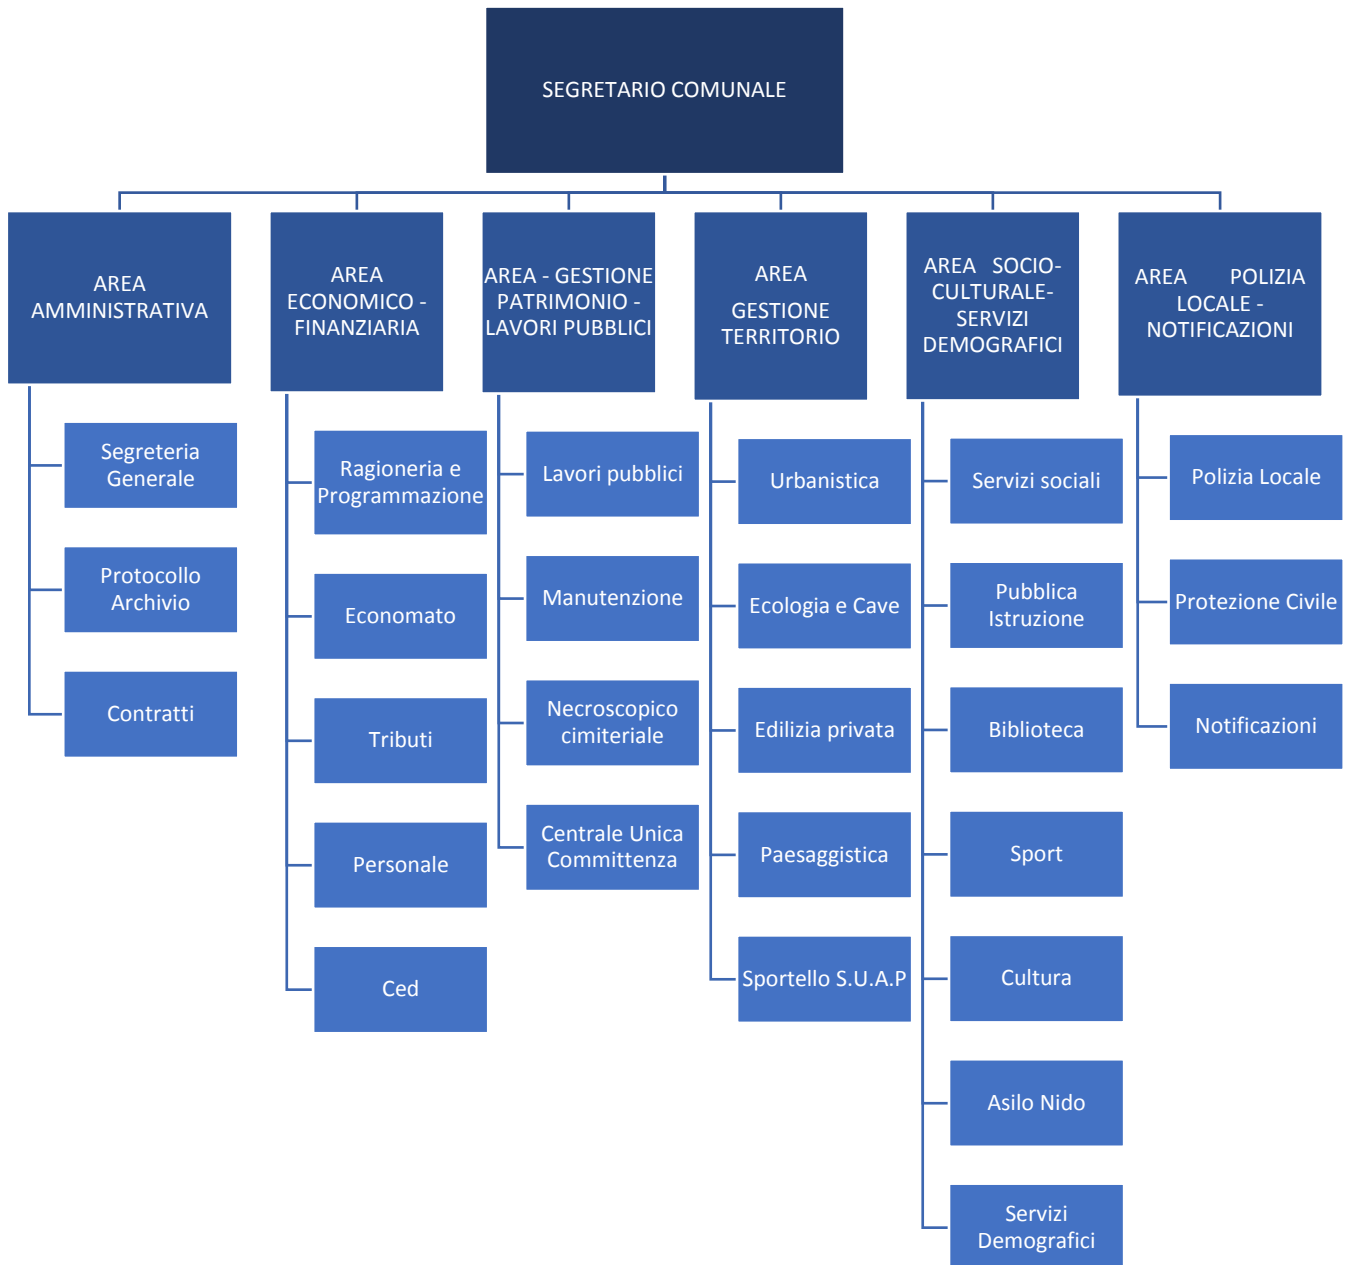 SEGRETARIO COMUNALE
AREA
AMMINISTRATIVA
Segreteria
Generale
Protocollo
Archivio
Contratti
AREA
ECONOMICO -
FINANZIARIA
Ragioneria e
Programmazione
Economato
Tributi
Personale
Ced
AREA - GESTIONE
PATRIMONIO -
LAVORI PUBBLICI
Lavori pubblici
Manutenzione
Necroscopico
cimiteriale
Centrale Unica
Committenza
AREA
GESTIONE
TERRITORIO
Urbanistica
Ecologia e Cave
Edilizia privata
Paesaggistica
Sportello S.U.A.P
AREA SOCIO-
CULTURALE-
SERVIZI
DEMOGRAFICI
Servizi sociali
Pubblica
Istruzione
Biblioteca
Sport
Cultura
Asilo Nido
Servizi
Demografici
AREA POLIZIA
LOCALE -
NOTIFICAZIONI
Polizia Locale
Protezione Civile
Notificazioni